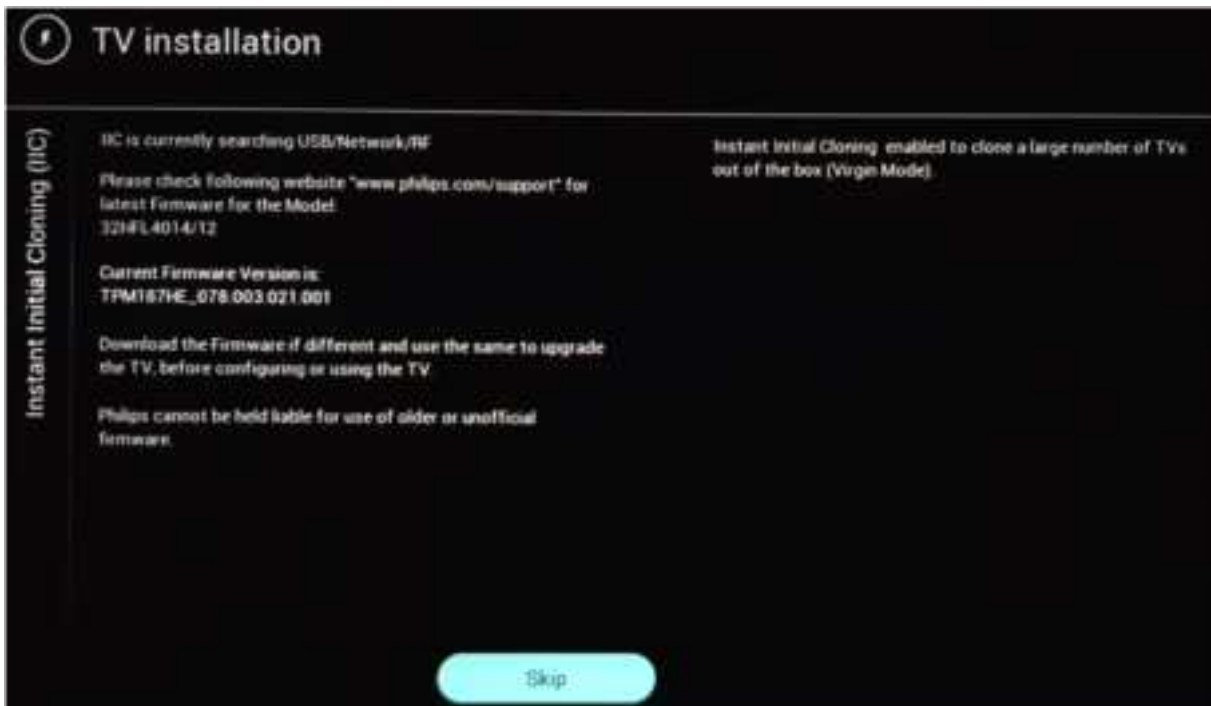 TV installation
Instant Initial Cloning (IIC)
IIC is currently searching USB/Network/RF
Please check following website "www.philips.com/support" for
latest Firmware for the Model:
32HFL4014/12
Current Firmware Version is:
TPM187HE_078.003.021.001
Download the Firmware if different and use the same to upgrade
the TV, before configuring or using the TV
Philips cannot be held liable for use of older or unofficial
firmware.
Instant Initial Cloning enabled to clone a large number of TVs
out of the box (Virgin Mode).
Skip